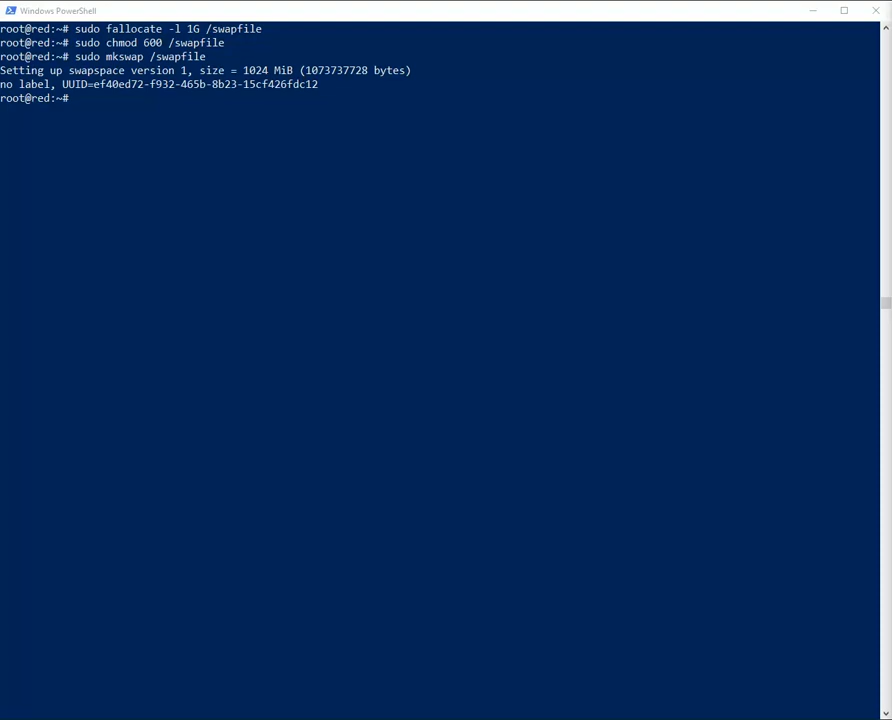 Windows PowerShell
root@red:~# sudo fallocate -l 1G /swapfile
root@red:~# sudo chmod 600 /swapfile
root@red:~# sudo mkswap /swapfile
Setting up swapspace version 1, size = 1024 MiB (1073737728 bytes)
no label, UUID=ef40ed72-f932-465b-8b23-15cf426fdc12
root@red:~#